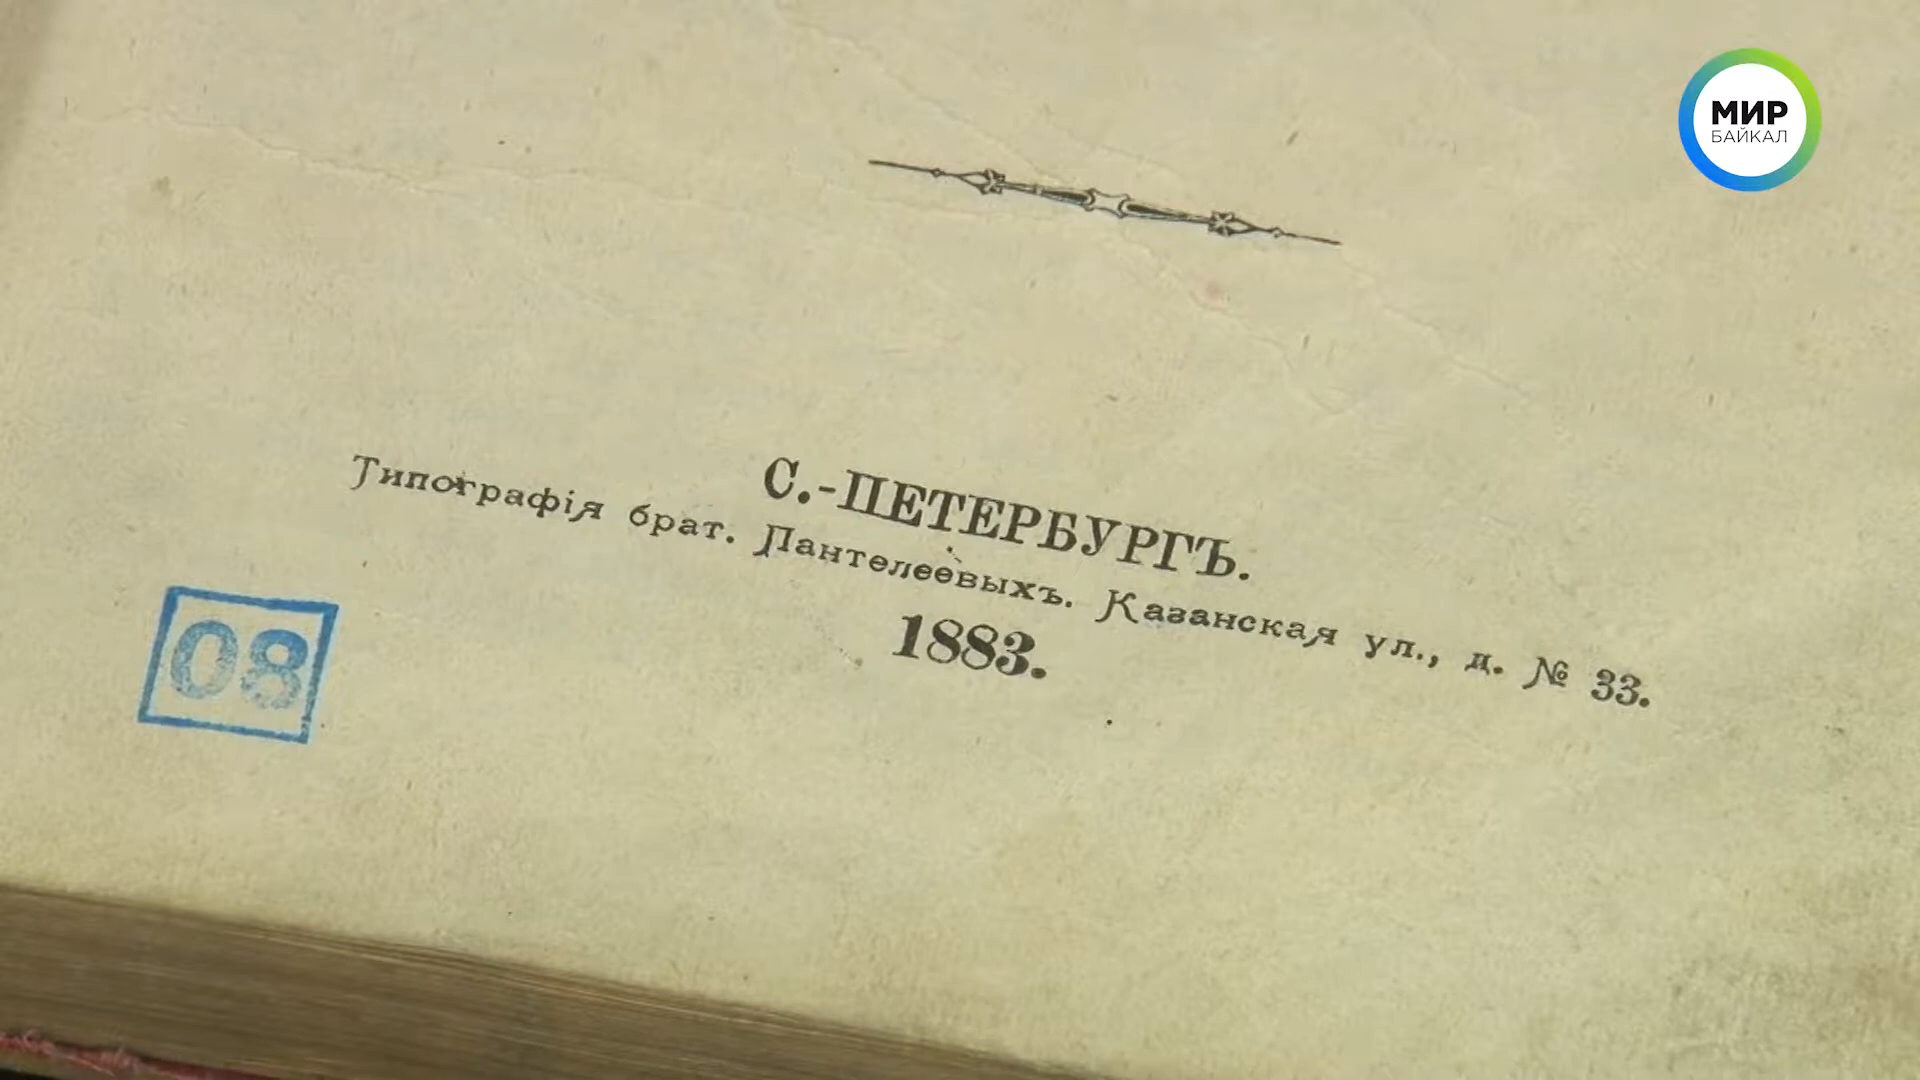 МИР
БАЙКАЛ
С.-ПЕТЕРБУРГЪ.
Типографія брат. Пантелеевыхъ. Казанская ул., д. № 33.
1883.
08